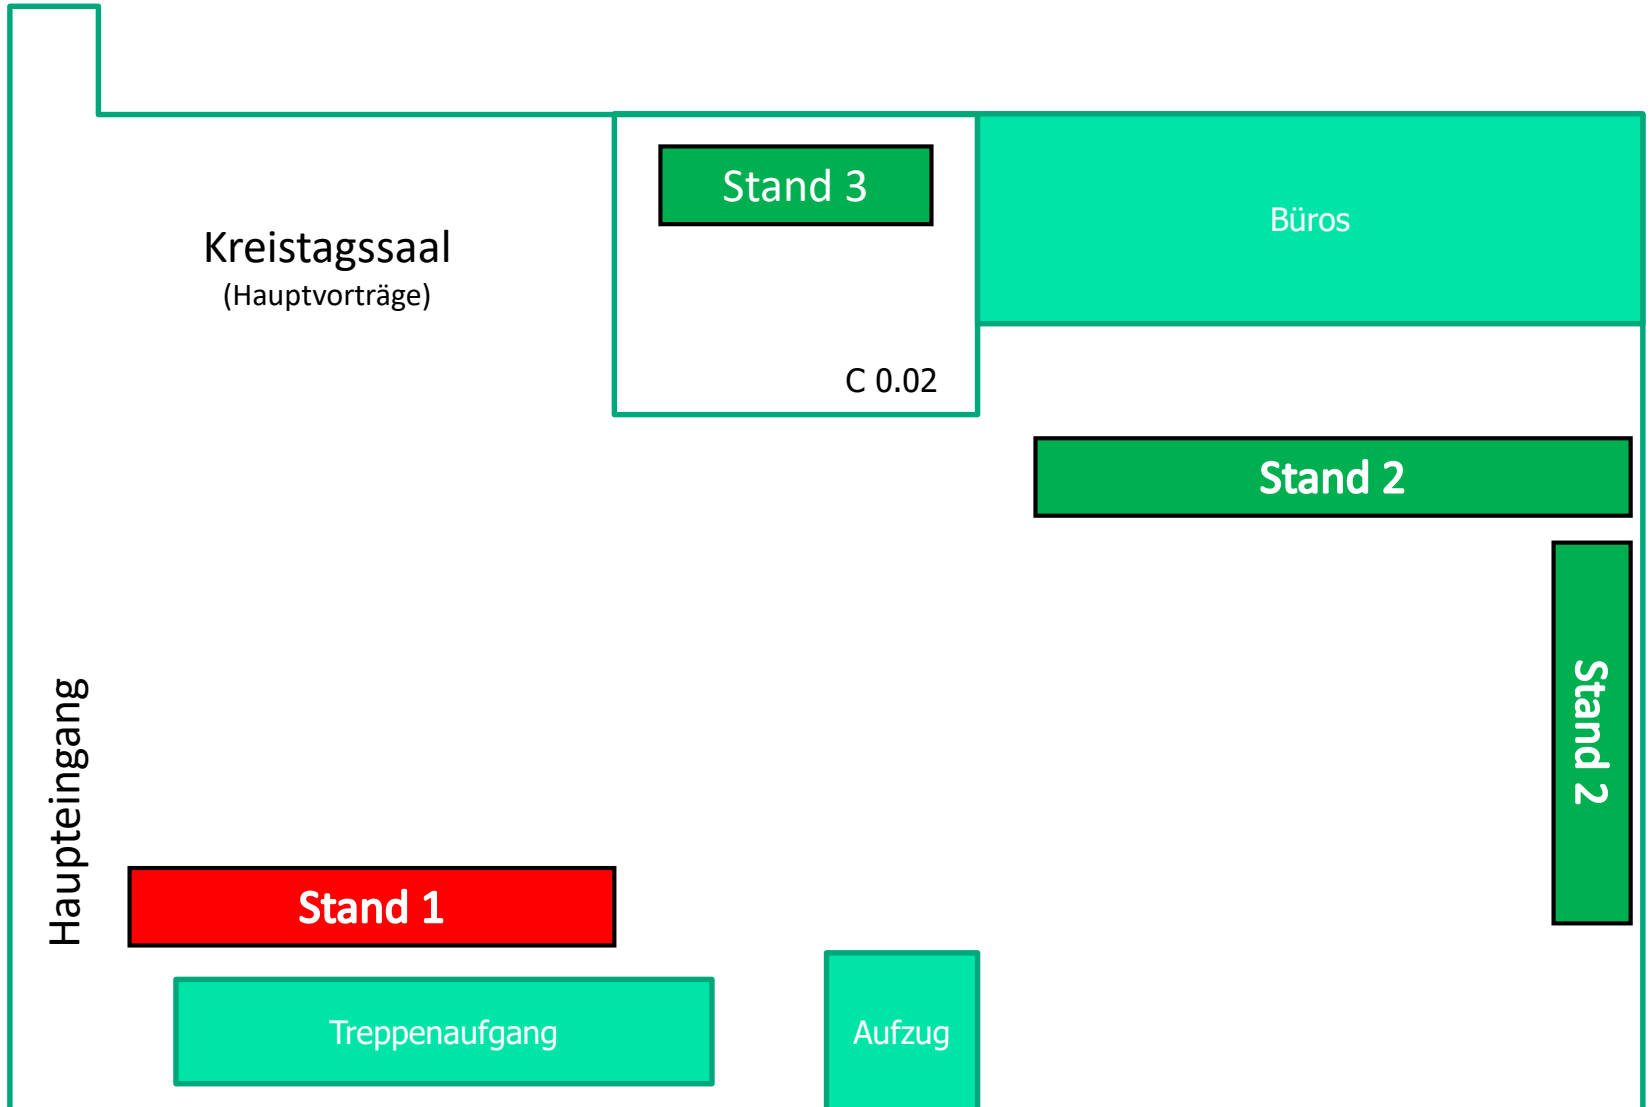 Stand 3
Büros
Kreistagssaal
(Hauptvorträge)
C 0.02
Stand 2
Stand 2
Haupteingang
Stand 1
Treppenaufgang
Aufzug